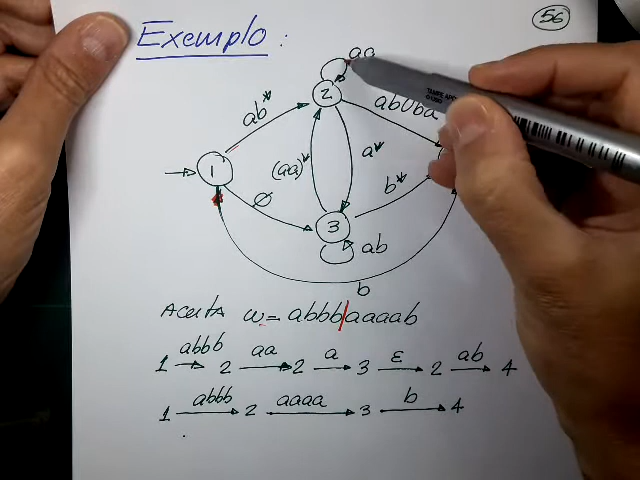 56
Exemplo:
aa
2
ab*
ab∪ba
1
(aa)*
a*
∅
b*
3
ab
b
Aceita w = abbb|aaaab
1 abbb→ 2 aa→ 2 a→ 3 ε→ 2 ab→ 4
1 abbb→ 2 aaaa→ 3 b→ 4